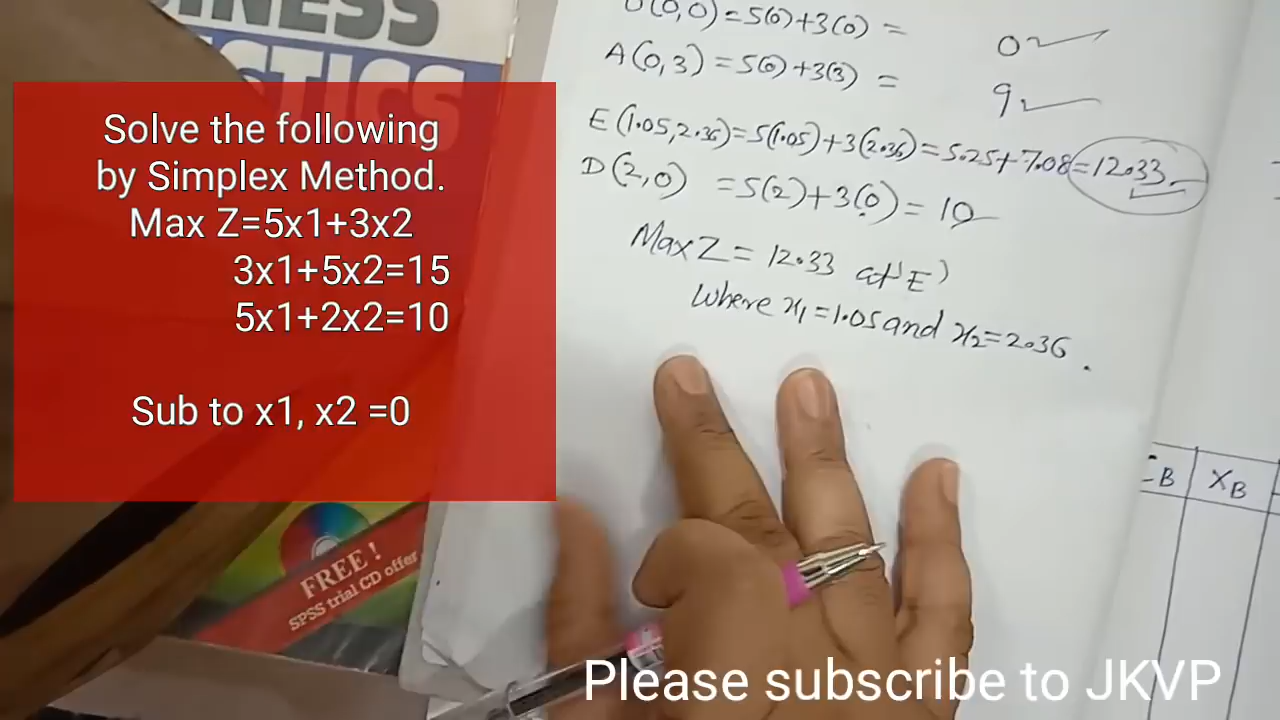 INESS
TISTICS
Solve the following
by Simplex Method.
Max Z=5x1+3x2
3x1+5x2=15
5x1+2x2=10
Sub to x1, x2 =0
(0,0)=5(0)+3(0) = 0
A(0,3) = 5(0)+3(3) = 9
E(1.05,2.36)=5(1.05)+3(2.36)=5.25+7.08=12.33
D(2,0) =5(2)+3(0)= 10
Max Z = 12.33 at 'E'
Where x1=1.05 and x2=2.36.
B XB
FREE!
SPSS trial CD offer
Please subscribe to JKVP